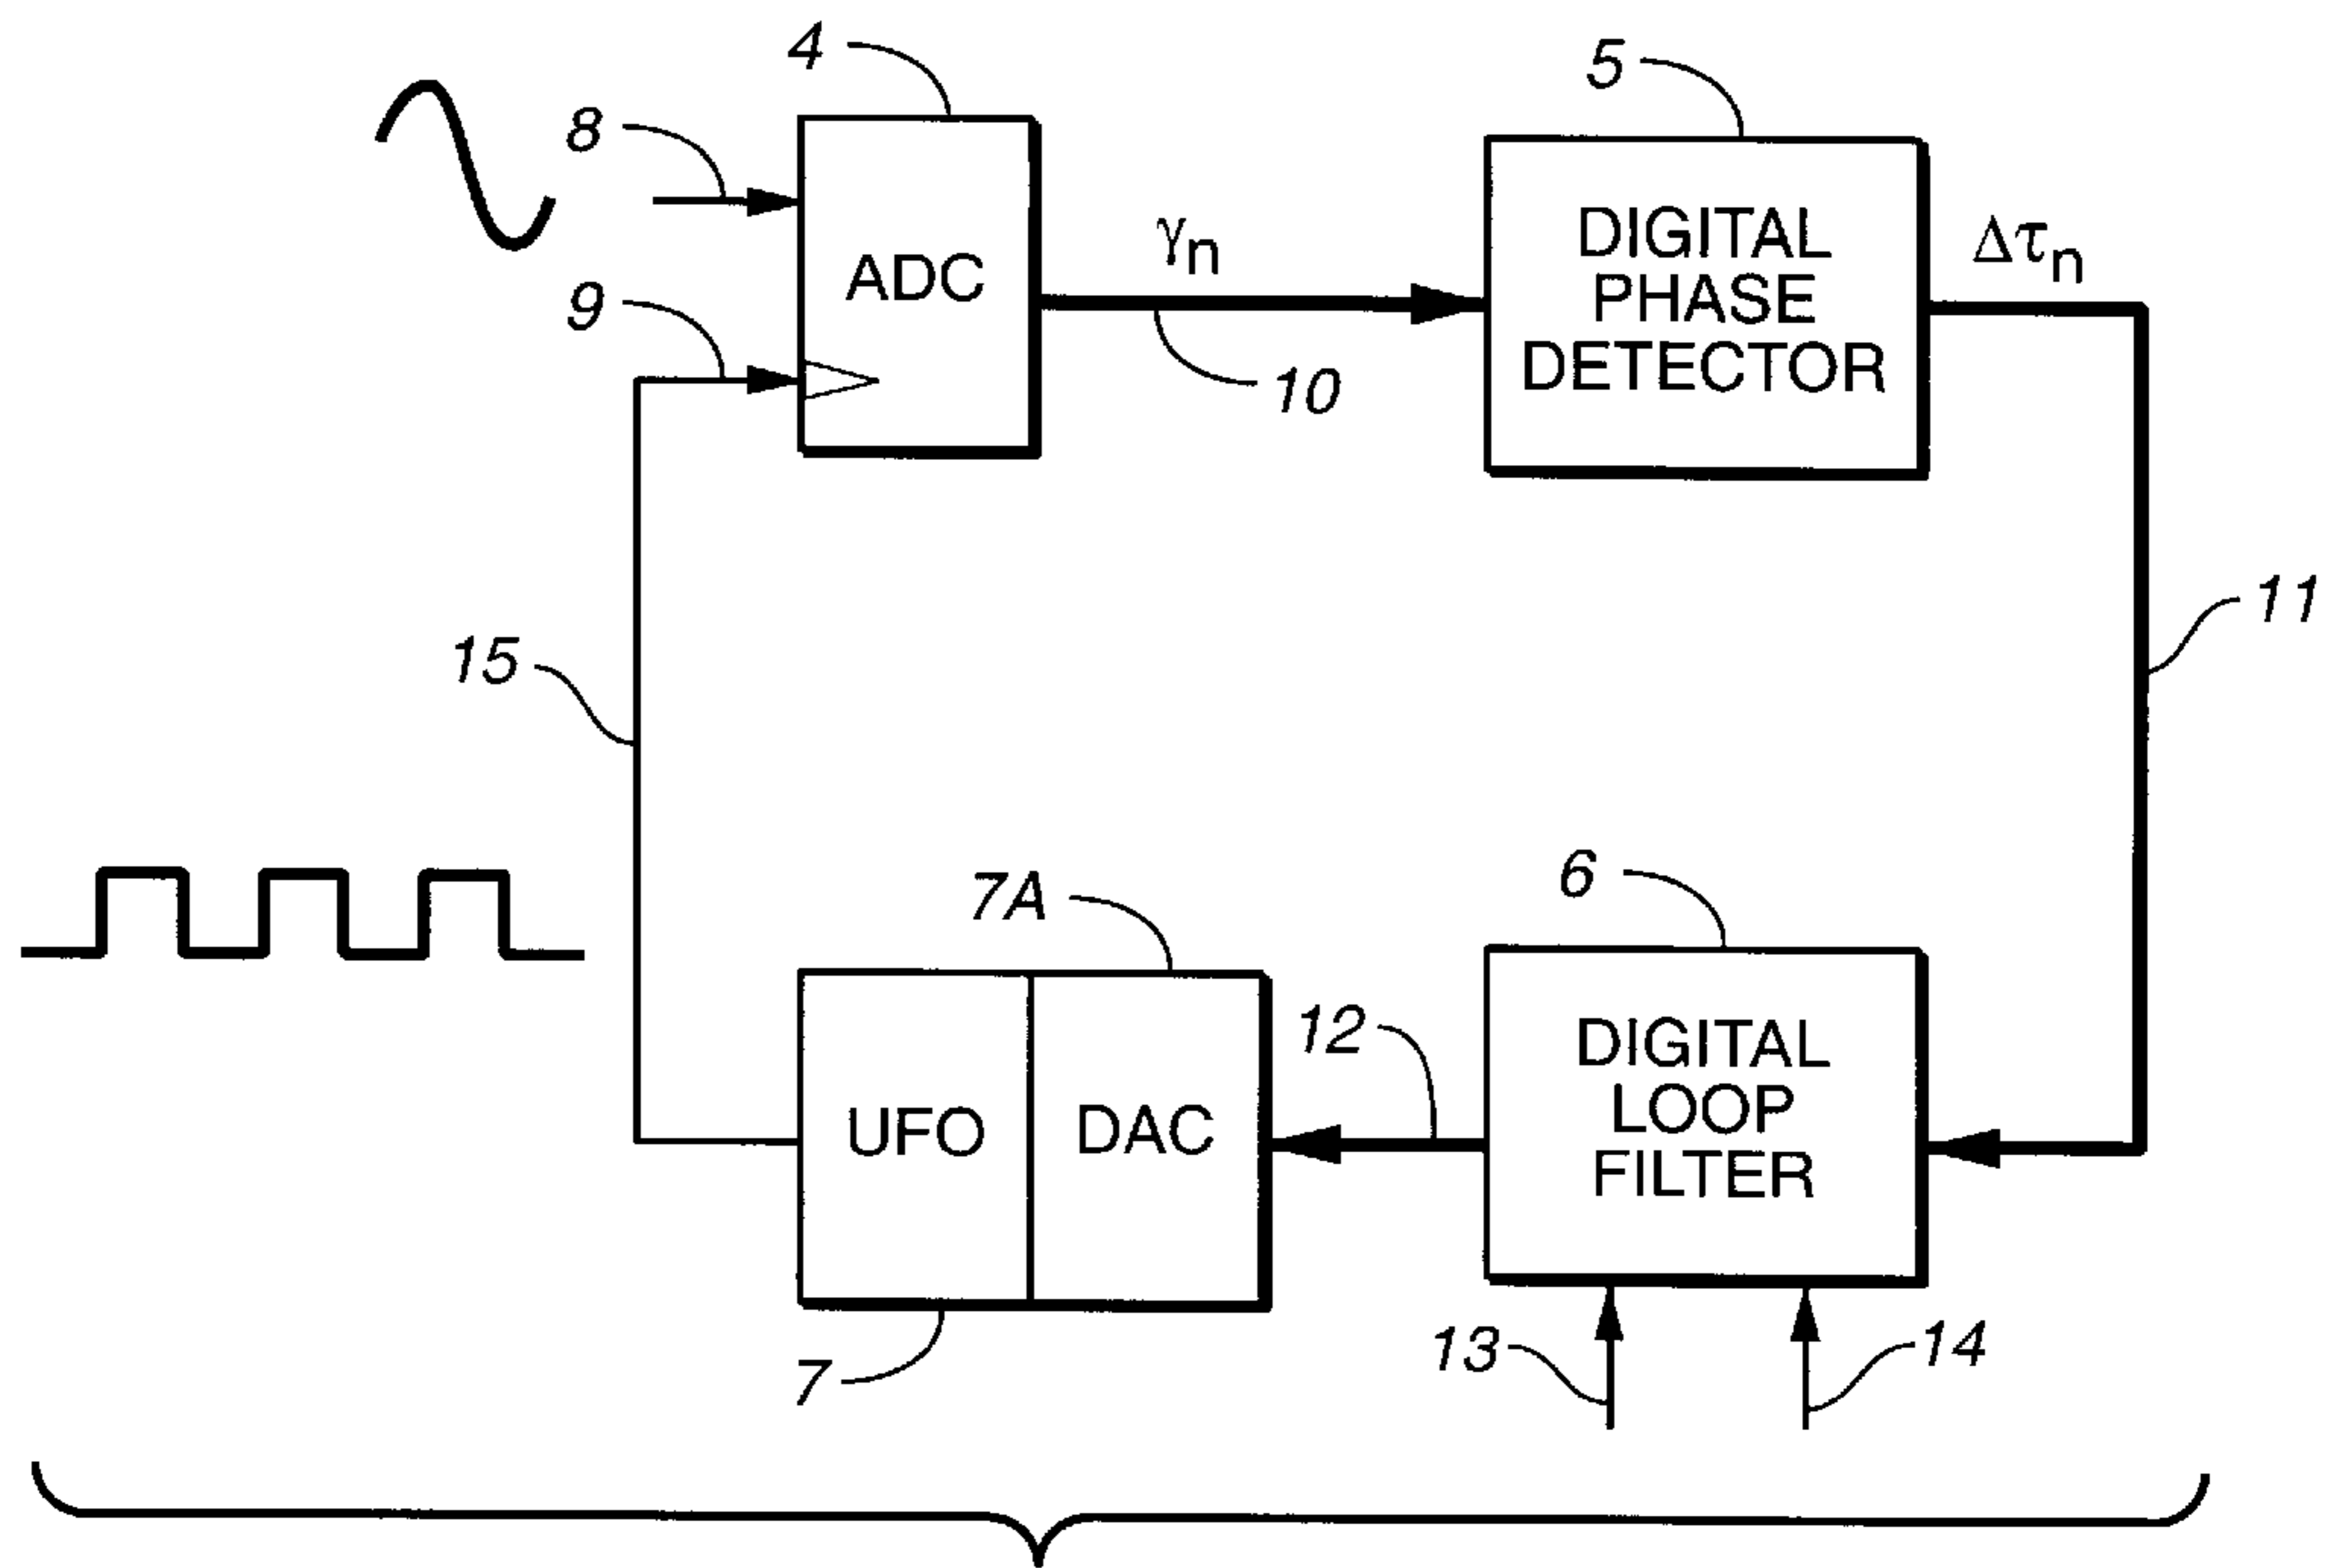 4
5
8
ADC
γn
DIGITAL
PHASE
DETECTOR
Δτn
9
10
11
15
7A
6
12
UFO
DAC
DIGITAL
LOOP
FILTER
7
13
14